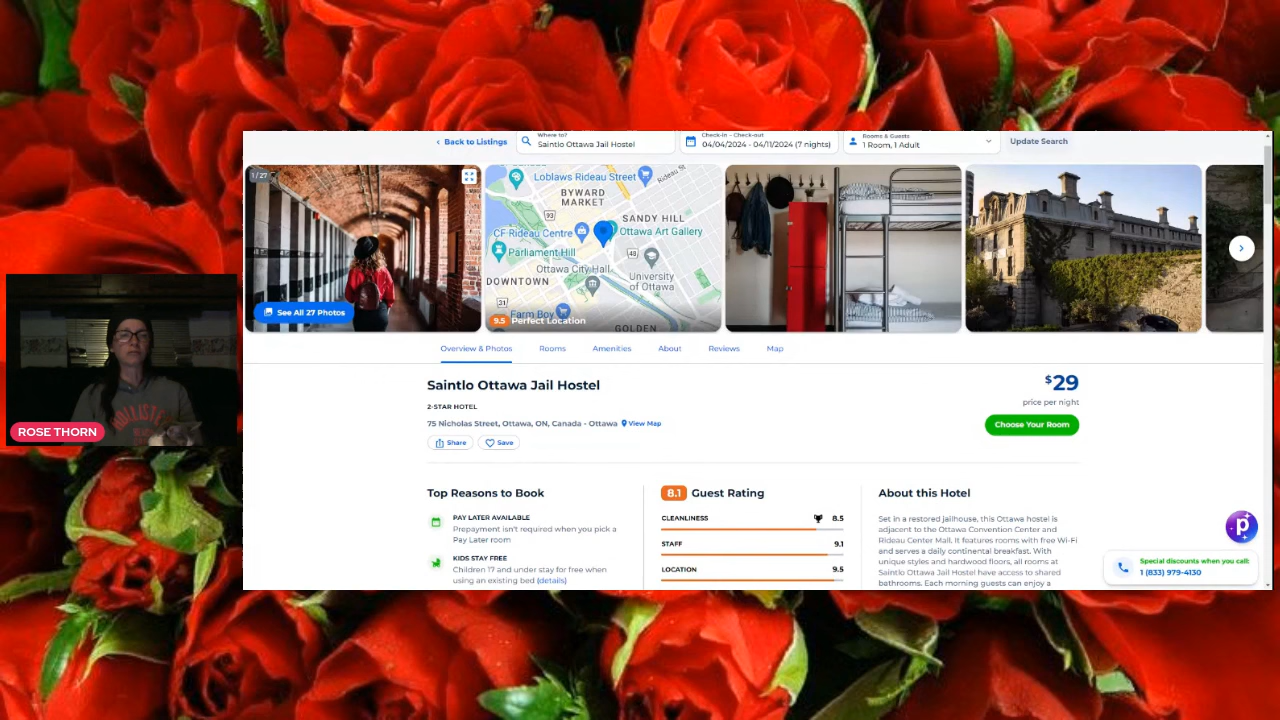 Back to Listings
Where to?
Saintlo Ottawa Jail Hostel
Check-in - Check-out
04/04/2024 - 04/11/2024 (7 nights)
Rooms & Guests
1 Room, 1 Adult
Update Search
1 / 27
See All 27 Photos
Loblaws Rideau Street
Rideau St
BYWARD
MARKET
93
SANDY HILL
CF Rideau Centre
Ottawa Art Gallery
Parliament Hill
48
Ottawa City Hall
University
of Ottawa
DOWNTOWN
31
Farm Boy
9.5 Perfect Location
GOLDEN
Overview & Photos
Rooms
Amenities
About
Reviews
Map
Saintlo Ottawa Jail Hostel
2-STAR HOTEL
75 Nicholas Street, Ottawa, ON, Canada - Ottawa View Map
Share
Save
$29
price per night
Choose Your Room
Top Reasons to Book
PAY LATER AVAILABLE
Prepayment isn't required when you pick a
Pay Later room
KIDS STAY FREE
Children 17 and under stay for free when
using an existing bed (details)
8.1 Guest Rating
CLEANLINESS 8.5
STAFF 9.1
LOCATION 9.5
About this Hotel
Set in a restored jailhouse, this Ottawa hostel is
adjacent to the Ottawa Convention Center and
Rideau Center Mall. It features rooms with free Wi-Fi
and serves a daily continental breakfast. With
unique styles and hardwood floors, all rooms at
Saintlo Ottawa Jail Hostel have access to shared
bathrooms. Each morning guests can enjoy a
p
Special discounts when you call:
1 (833) 979-4130
HOLLISTER
ROSE THORN